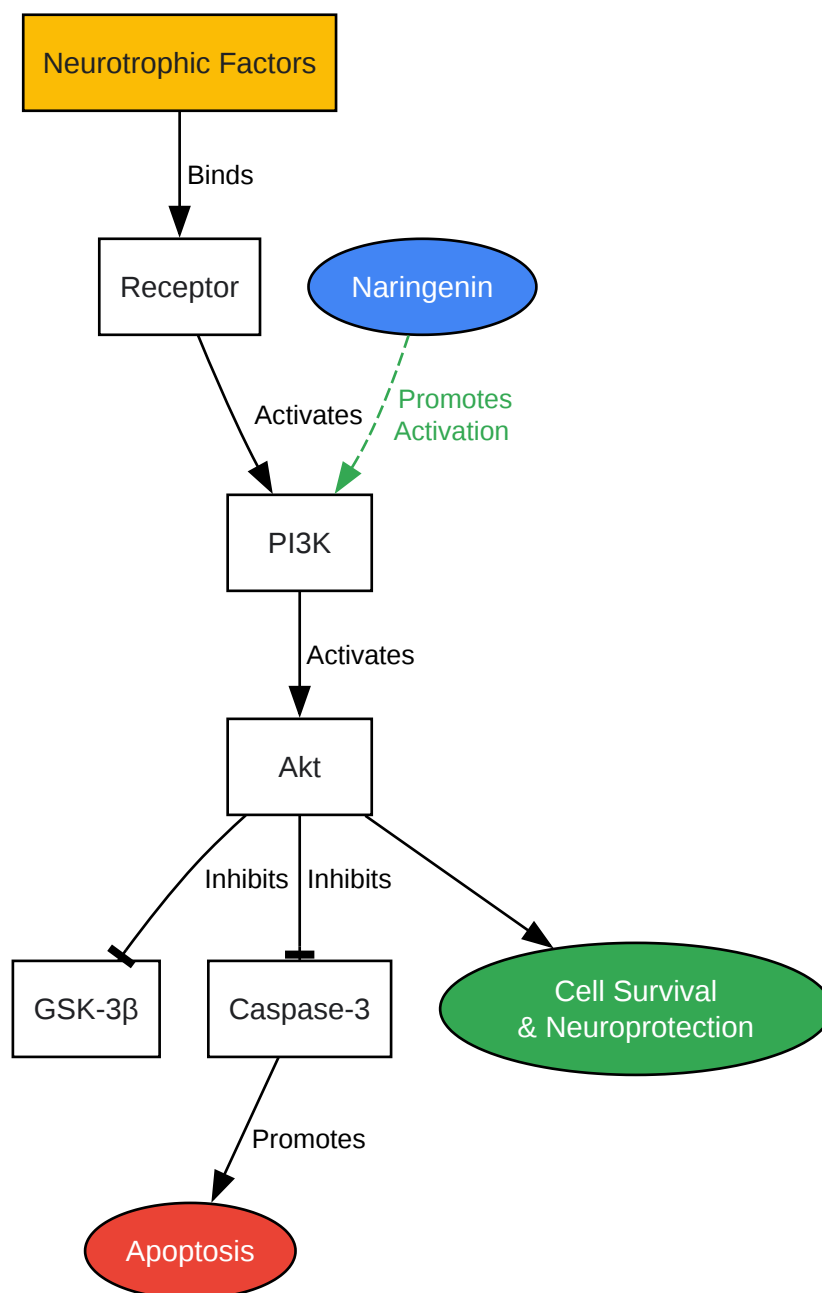 Neurotrophic Factors
Binds
Receptor
Naringenin
Activates
Promotes
Activation
PI3K
Activates
Akt
Inhibits
Inhibits
GSK-3β
Caspase-3
Cell Survival
& Neuroprotection
Promotes
Apoptosis